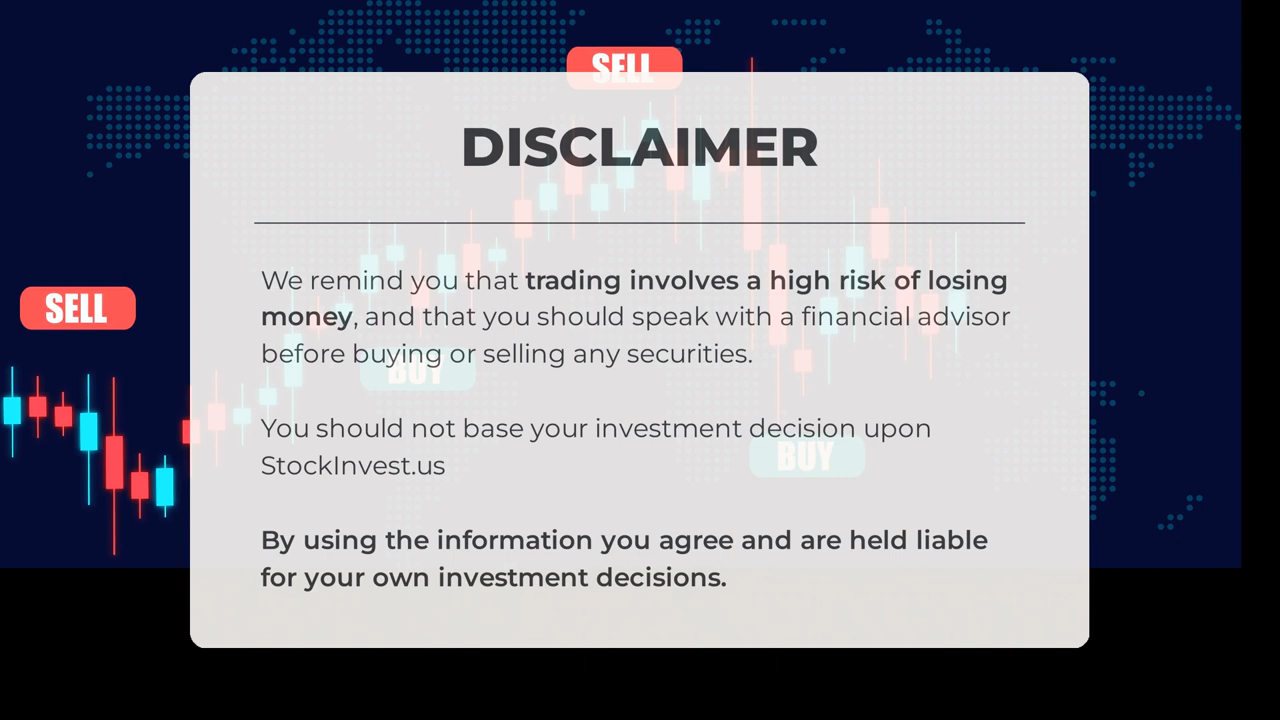 SELL
DISCLAIMER
We remind you that trading involves a high risk of losing
money, and that you should speak with a financial advisor
before buying or selling any securities.
SELL
BUY
You should not base your investment decision upon
StockInvest.us
BUY
By using the information you agree and are held liable
for your own investment decisions.